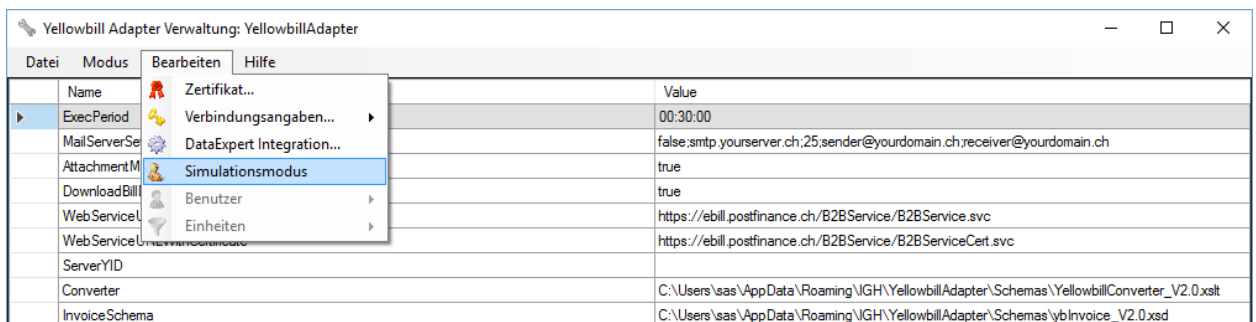 Yellowbill Adapter Verwaltung: YellowbillAdapter
Datei Modus Bearbeiten Hilfe
Name Value
Zertifikat...
Verbindungsangaben...
DataExpert Integration...
Simulationsmodus
Benutzer
Einheiten
ExecPeriod 00:30:00
MailServerSe false;smtp.yourserver.ch;25;sender@yourdomain.ch;receiver@yourdomain.ch
AttachmentM true
DownloadBill true
WebServiceU https://ebill.postfinance.ch/B2BService/B2BService.svc
WebServiceURLWithCertificate https://ebill.postfinance.ch/B2BService/B2BServiceCert.svc
ServerYID
Converter C:\Users\sas\AppData\Roaming\IGH\YellowbillAdapter\Schemas\YellowbillConverter_V2.0.xslt
InvoiceSchema C:\Users\sas\AppData\Roaming\IGH\YellowbillAdapter\Schemas\ybInvoice_V2.0.xsd